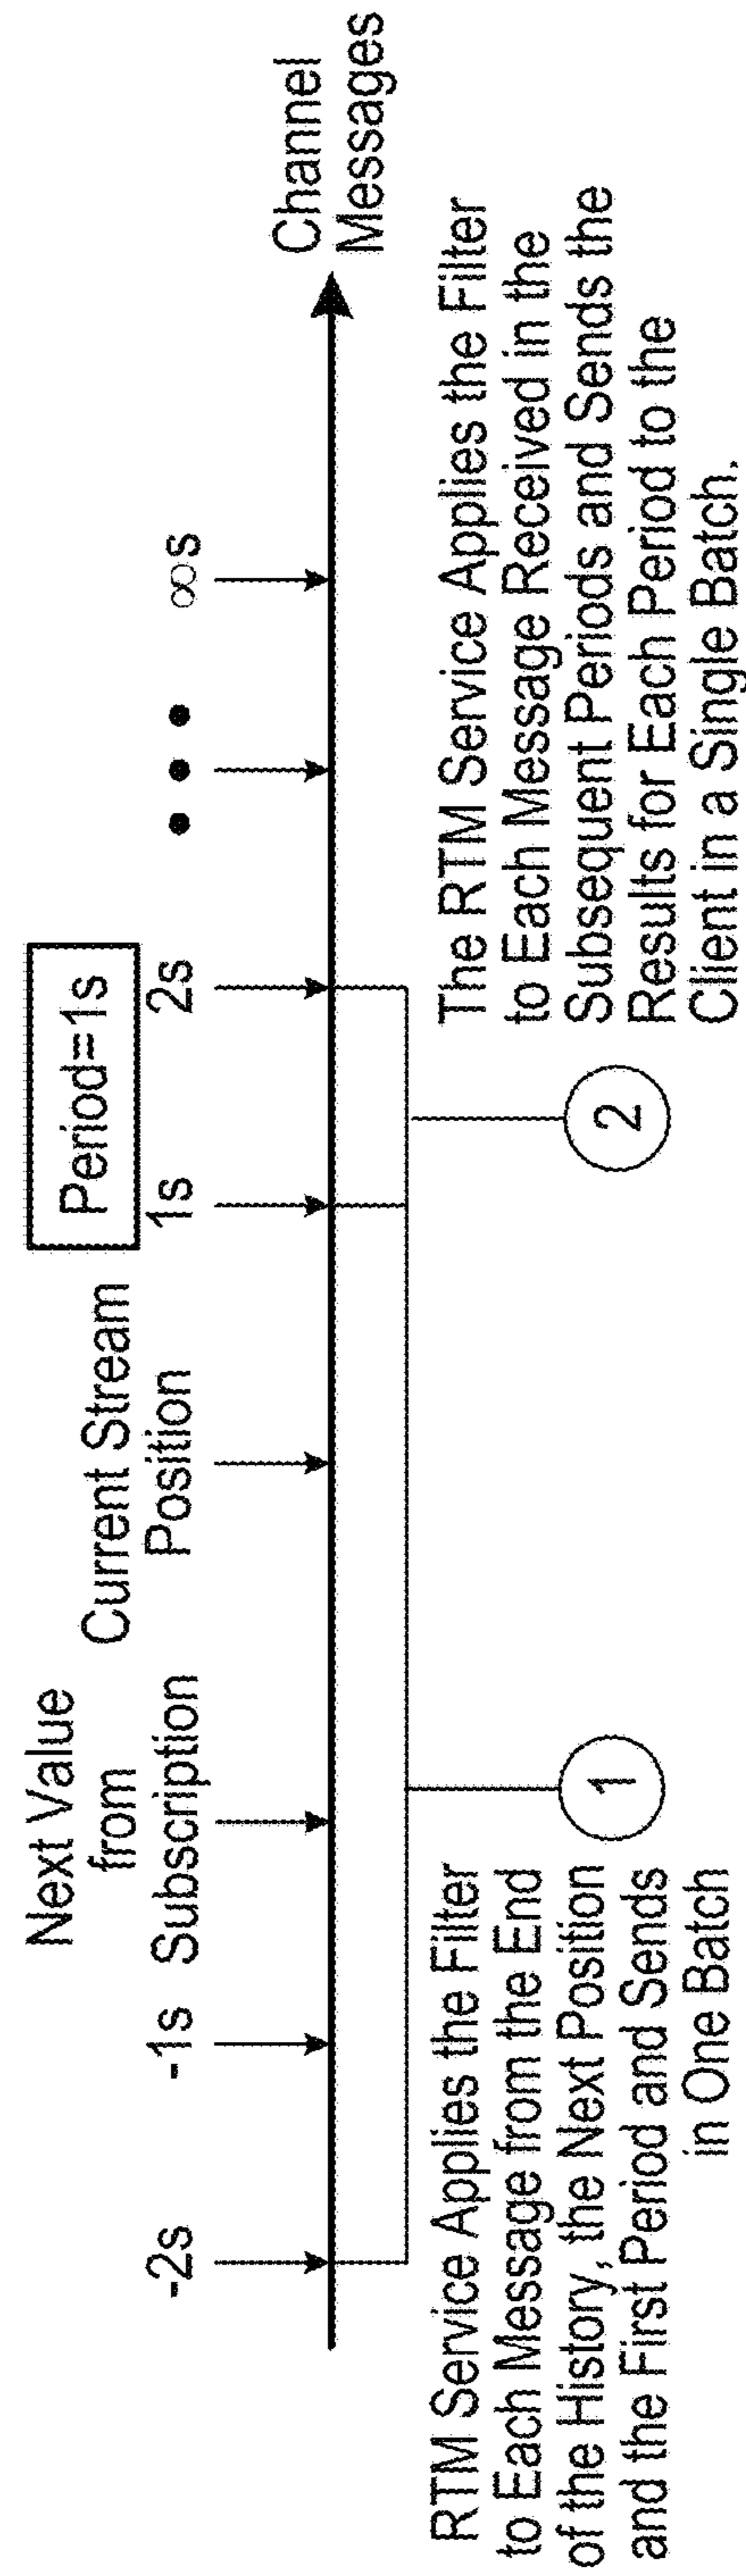 Period=1s
Next Value
from
Subscription
Current Stream
Position
-2s
-1s
1s
2s
∞s
Channel
Messages
1
RTM Service Applies the Filter
to Each Message from the End
of the History, the Next Position
and the First Period and Sends
in One Batch
2
The RTM Service Applies the Filter
to Each Message Received in the
Subsequent Periods and Sends the
Results for Each Period to the
Client in a Single Batch.